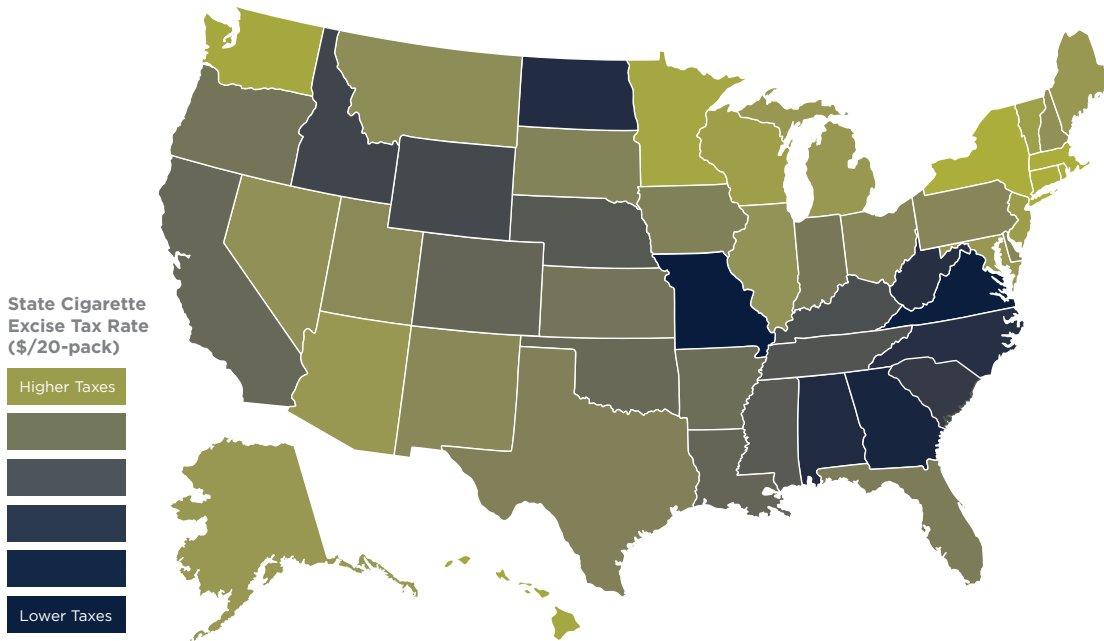 State Cigarette
Excise Tax Rate
($/20-pack)
Higher Taxes
Lower Taxes